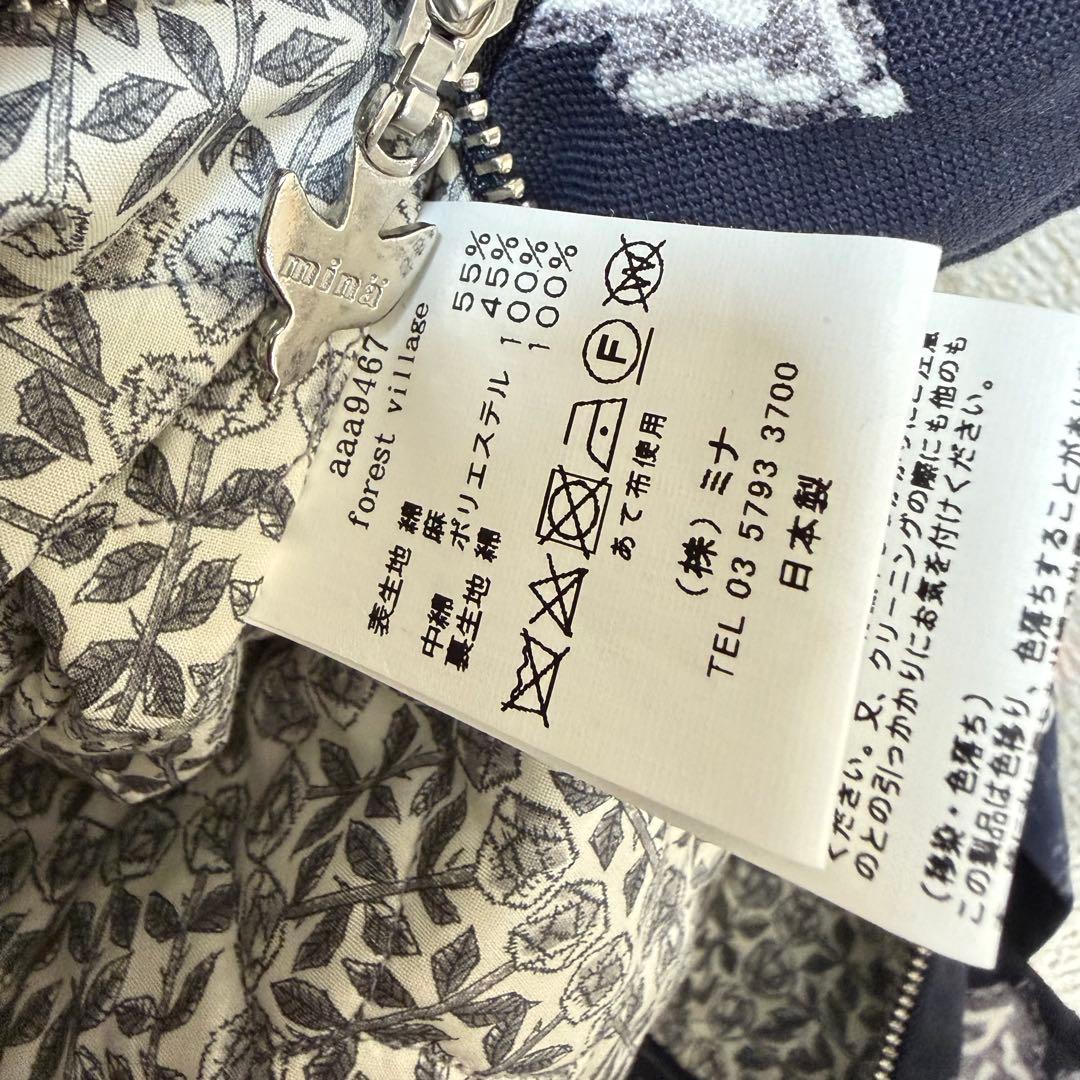 minä
aaa9467
forest village
表生地 綿 55%
麻 45%
中綿 ポリエステル 100%
裏生地 綿 100%
W
F
あて布使用
(株)ミナ
TEL 03 5793 3700
日本製
ください。又、クリーニングの際にも他のも
のとの引っかかりにお気を付けください。
(移染・色落ち)
この製品は色移り、色落ちすることが